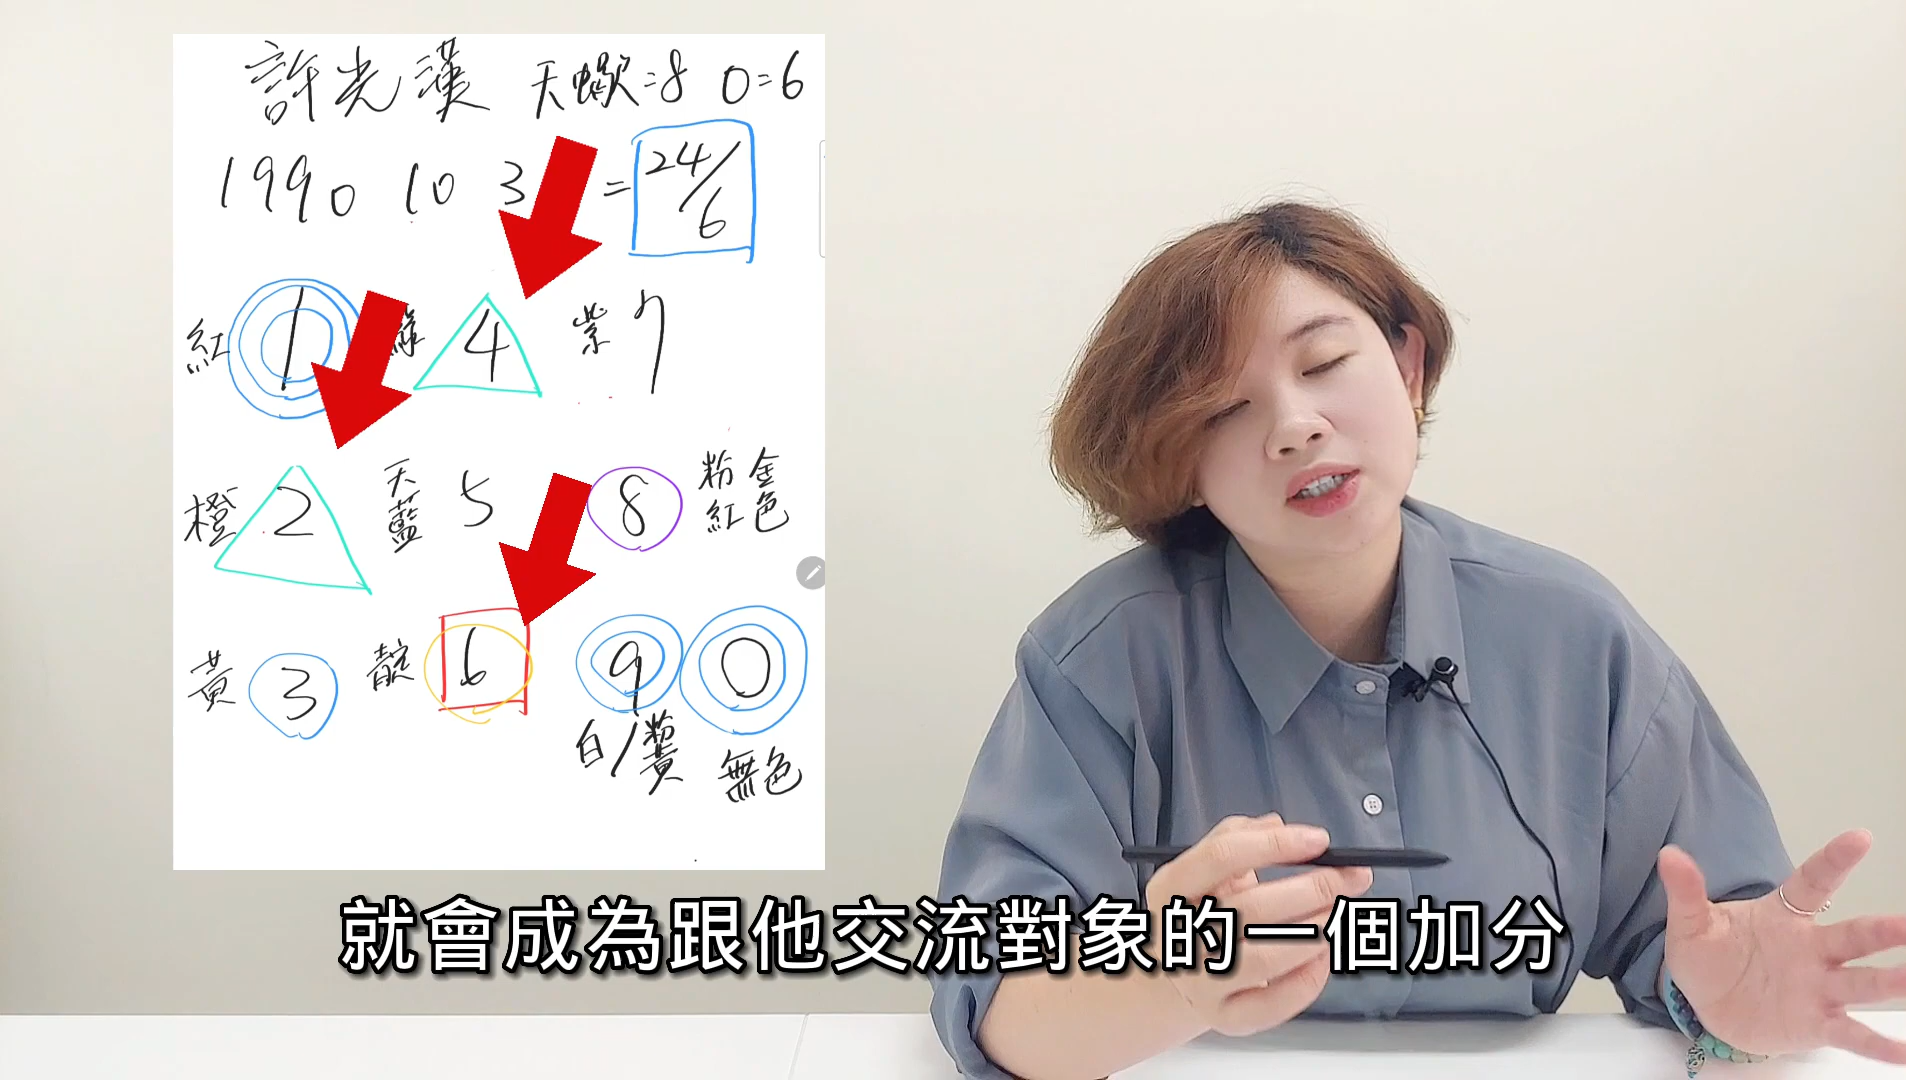 許光漢 天蠍=8 0=6
1990 10 3 = 24/6
紅 1 綠 4 紫 7
橙 2 天藍 5 8 粉紅 金色
黃 3 靛 6 9 0
白/粉黃 無色
就會成為跟他交流對象的一個加分